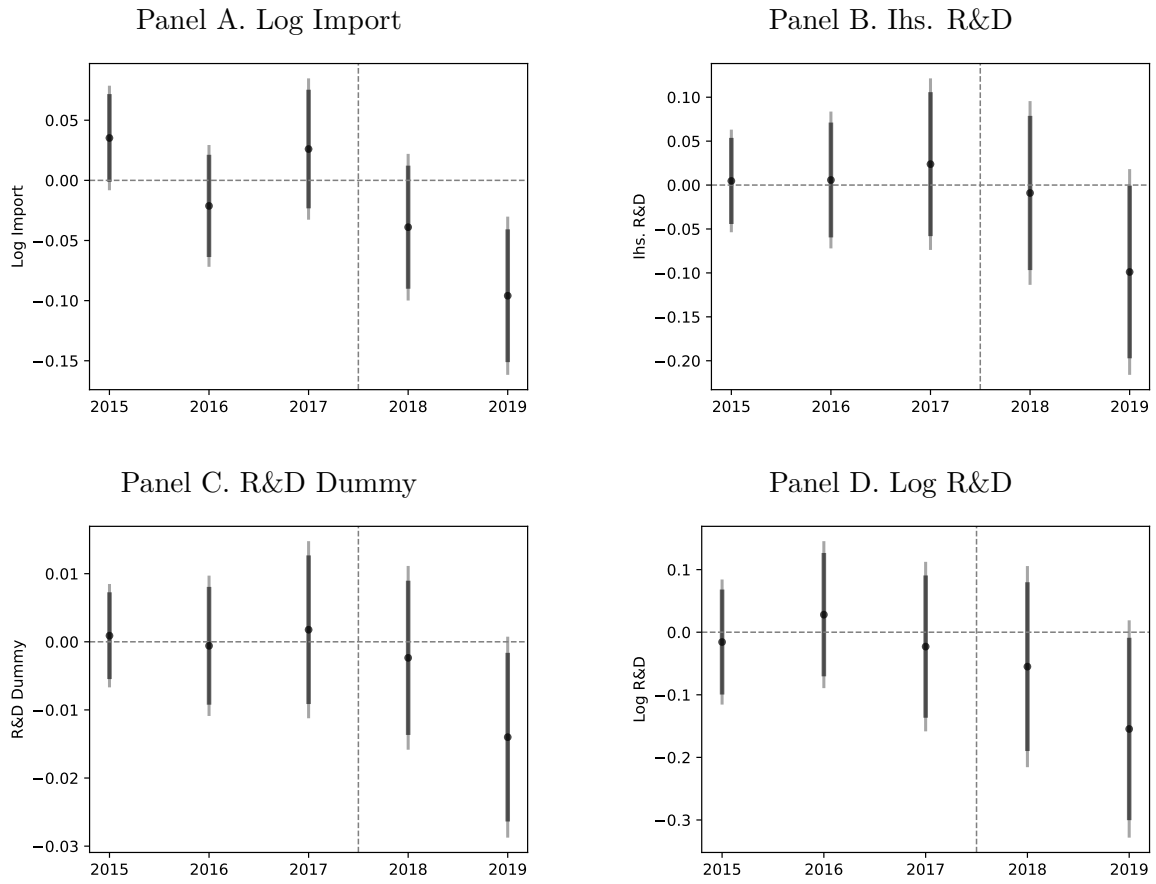 Panel A. Log Import
0.05
0.00
−0.05
−0.10
−0.15
Log Import
2015 2016 2017 2018 2019
Panel B. Ihs. R&D
0.10
0.05
0.00
−0.05
−0.10
−0.15
−0.20
Ihs. R&D
2015 2016 2017 2018 2019
Panel C. R&D Dummy
0.01
0.00
−0.01
−0.02
−0.03
R&D Dummy
2015 2016 2017 2018 2019
Panel D. Log R&D
0.1
0.0
−0.1
−0.2
−0.3
Log R&D
2015 2016 2017 2018 2019